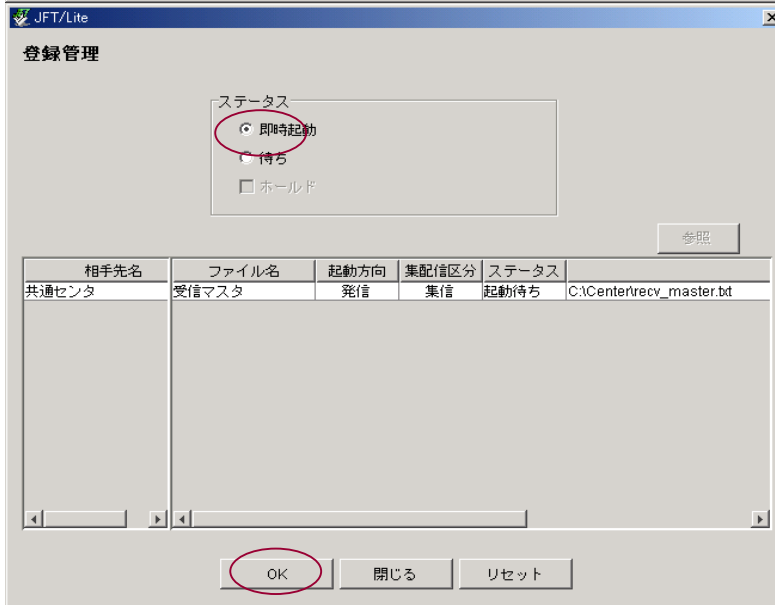 JFT/Lite
登録管理
ステータス
即時起動
待ち
ホールド
参照
相手先名 ファイル名 起動方向 集配信区分 ステータス
共通センタ 受信マスタ 発信 集信 起動待ち C:\Center\recv_master.txt
OK 閉じる リセット